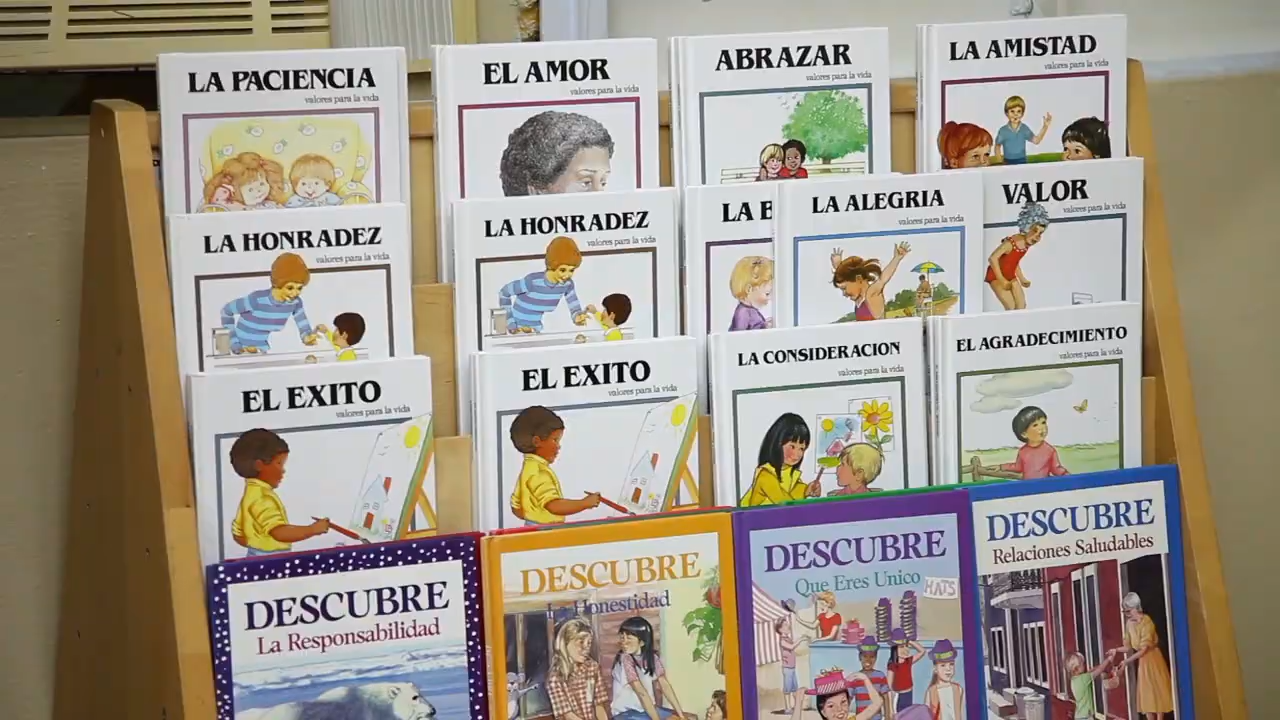 LA PACIENCIA
valores para la vida
EL AMOR
valores para la vida
ABRAZAR
valores para la vida
LA AMISTAD
valores para la vida
LA HONRADEZ
valores para la vida
LA HONRADEZ
valores para la vida
LA B
LA ALEGRIA
valores para la vida
VALOR
valores para la vida
EL EXITO
valores para la vida
EL EXITO
valores para la vida
LA CONSIDERACION
valores para la vida
EL AGRADECIMIENTO
valores para la vida
DESCUBRE
La Responsabilidad
DESCUBRE
La Honestidad
DESCUBRE
Que Eres Unico
HATS
DESCUBRE
Relaciones Saludables